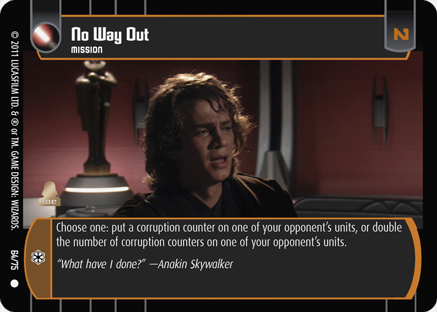 No Way Out
MISSION
2
© 2011 LUCASFILM LTD. & ® or TM. GAME DESIGN: WIZARDS.
64/75
Choose one: put a corruption counter on one of your opponent's units, or double
the number of corruption counters on one of your opponent's units.
"What have I done?" —Anakin Skywalker